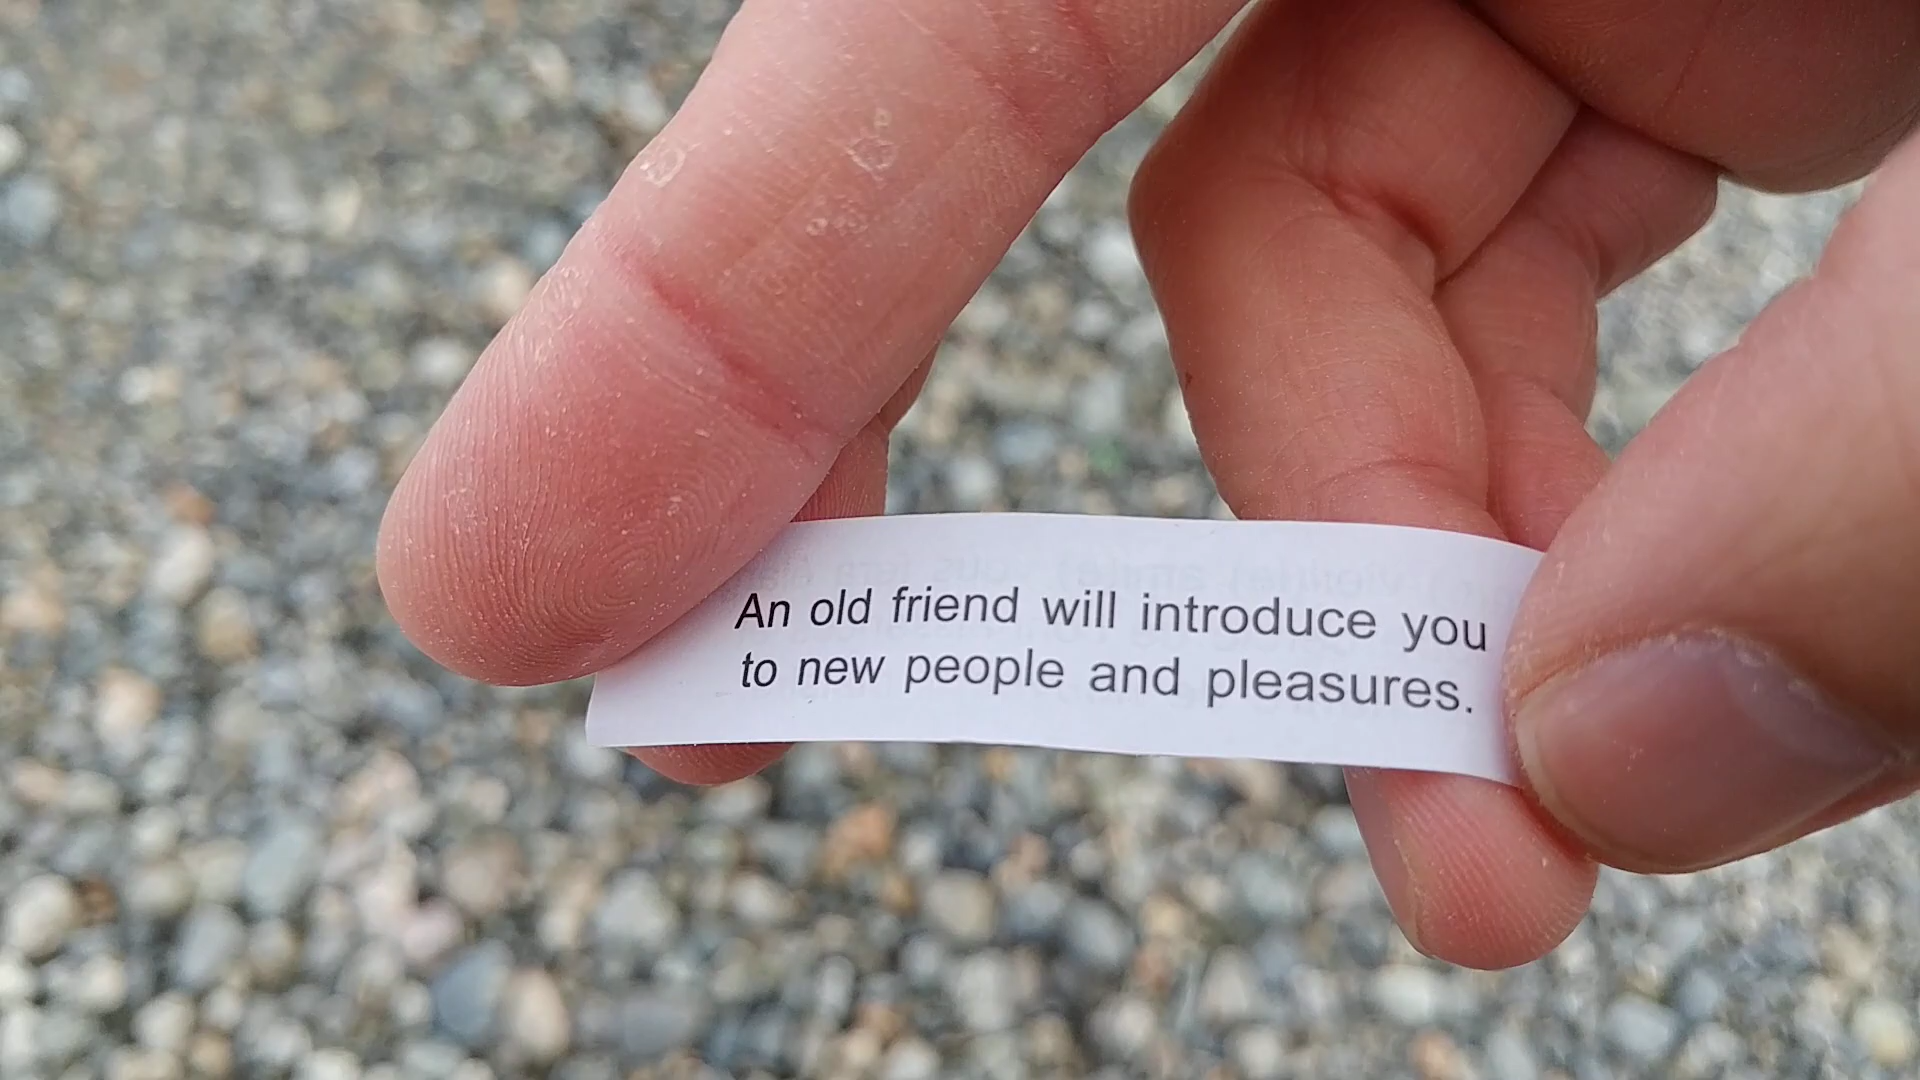 An old friend will introduce you
to new people and pleasures.